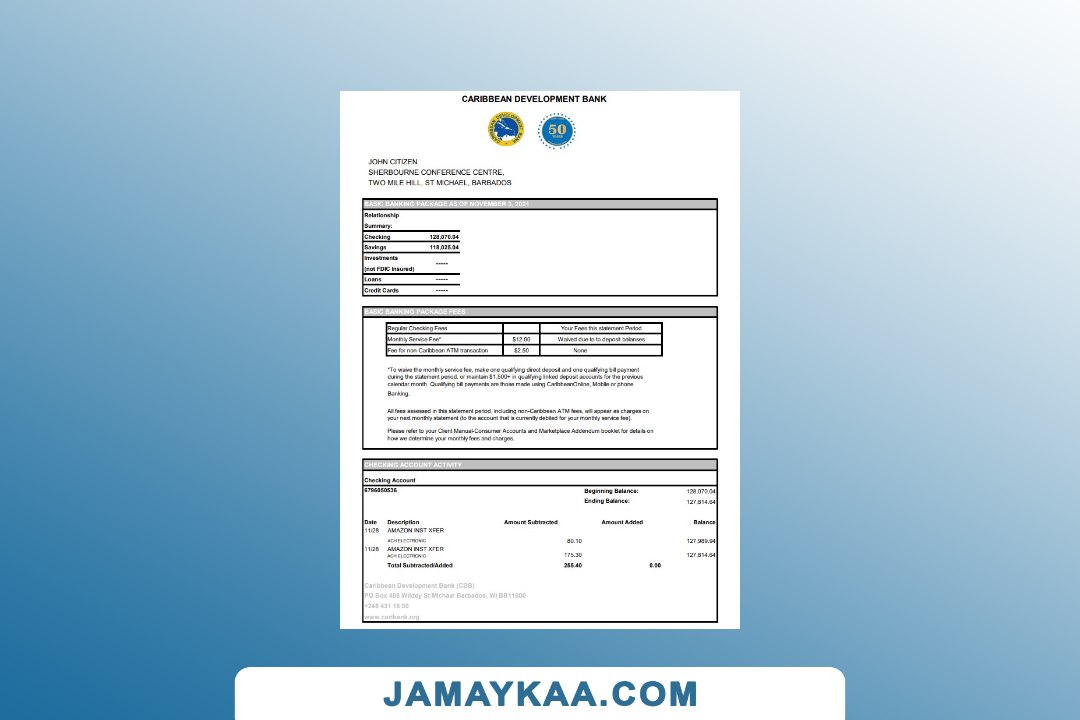 CARIBBEAN DEVELOPMENT BANK
50
YEARS
JOHN CITIZEN
SHERBOURNE CONFERENCE CENTRE,
TWO MILE HILL, ST MICHAEL, BARBADOS
BASIC BANKING PACKAGE AS OF NOVEMBER 3, 2021
Relationship
Summary:
Checking 128,070.04
Savings 118,025.04
Investments
(not FDIC Insured) -----
Loans -----
Credit Cards -----
BASIC BANKING PACKAGE FEES
Regular Checking Fees Your Fees this statement Period
Monthly Service Fee* $12.00 Waived due to to deposit balanses
Fee for non Caribbean ATM transaction $2.50 None
*To waive the monthly service fee, make one qualifying direct deposit and one qualifying bill payment
during the statement period, or maintain $1,500+ in qualifying linked deposit accounts for the previous
calendar month. Qualifying bill payments are those made using CaribbeanOnline, Mobile or phone
Banking.
All fees assessed in this statement period, including non-Caribbean ATM fees, will appear as charges on
your next monthly statement (to the account that is currently debited for your monthly service fee).
Please refer to your Client Manual-Consumer Accounts and Marketplace Addendum booklet for details on
how we determine your monthly fees and charges.
CHECKING ACCOUNT ACTIVITY
Checking Account
6796850536 Beginning Balance: 128,070.04
Ending Balance: 127,814.64
Date Description Amount Subtracted Amount Added Balance
11/28 AMAZON INST XFER
ACH ELECTRONIC 80.10 127,989.94
11/28 AMAZON INST XFER
ACH ELECTRONIC 175.30 127,814.64
Total Subtracted/Added 255.40 0.00
Caribbean Development Bank (CDB)
PO Box 408 Wildey St Michael Barbados, WI BB11000
+246 431 16 00
www.caribank.org
JAMAYKAA.COM